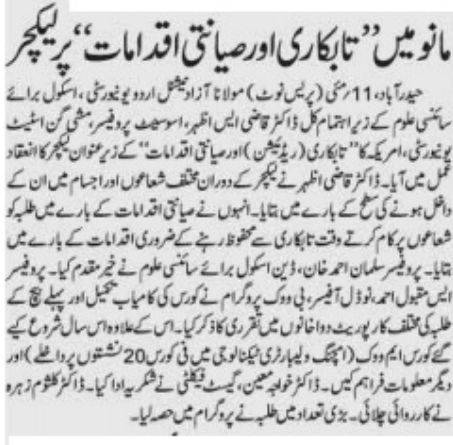 مانو میں ”تابکاری اور صیانتی اقدامات“ پر لیکچر
حیدرآباد، 11؍مئی (پریس نوٹ) مولانا آزاد نیشنل اردو یونیورسٹی، اسکول برائے
سائنسی علوم کے زیر اہتمام کل ڈاکٹر قاضی ایس اظہر، اسوسیٹ پروفیسر، مشی گن اسٹیٹ
یونیورسٹی، امریکہ کا ”تابکاری (ریڈیشن) اور صیانتی اقدامات“ کے زیر عنوان لیکچر کا انعقاد
عمل میں آیا۔ ڈاکٹر قاضی اظہر نے لیکچر کے دوران مختلف شعاعوں اور اجسام میں ان کے
داخل ہونے کی سطح کے بارے میں بتایا۔ انہوں نے صیانتی اقدامات کے بارے میں طلبہ کو
شعاعوں پر کام کرتے وقت تابکاری سے محفوظ رہنے کے ضروری اقدامات کے بارے میں
بتایا۔ پروفیسر سلمان احمد خان، ڈین اسکول برائے سائنسی علوم نے خیر مقدم کیا۔ پروفیسر
ایس مقبول احمد، نوڈل آفیسر، بی ووک پروگرام نے کورس کی کامیاب تکمیل اور پہلے بیچ کے
طلبہ کی مختلف کارپوریٹ دواخانوں میں تقرری کا ذکر کیا۔ اس کے علاوہ اس سال شروع کیے
گئے کورس ایم ووک (امیجنگ و لیبارٹری ٹیکنالوجی میں نی کورس 20 نشستوں پر داخلے) اور
دیگر معلومات فراہم کیں۔ ڈاکٹر خواجہ معین، گیسٹ فیکلٹی نے شکریہ ادا کیا۔ ڈاکٹر کلثوم زہرہ
نے کارروائی چلائی۔ بڑی تعداد میں طلبہ نے پروگرام میں حصہ لیا۔